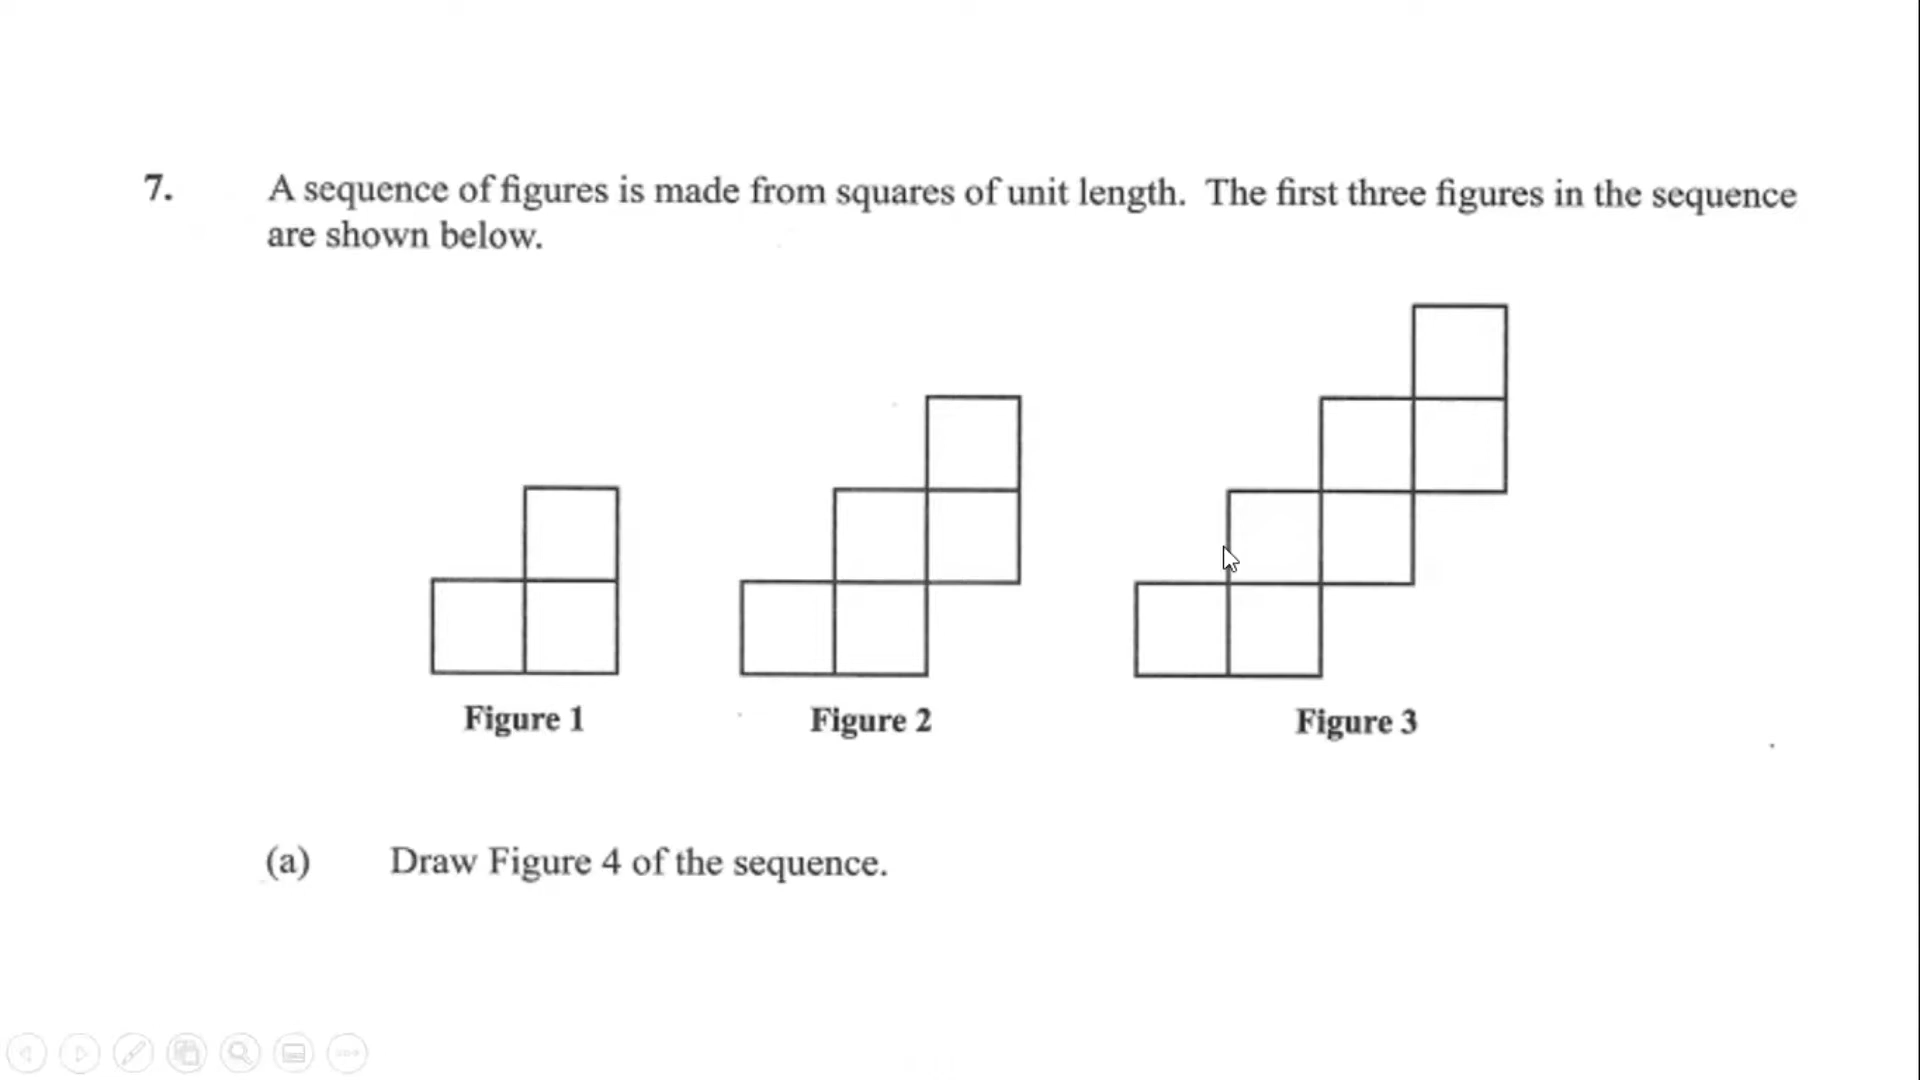 7. A sequence of figures is made from squares of unit length. The first three figures in the sequence
are shown below.
Figure 1 Figure 2 Figure 3
(a) Draw Figure 4 of the sequence.